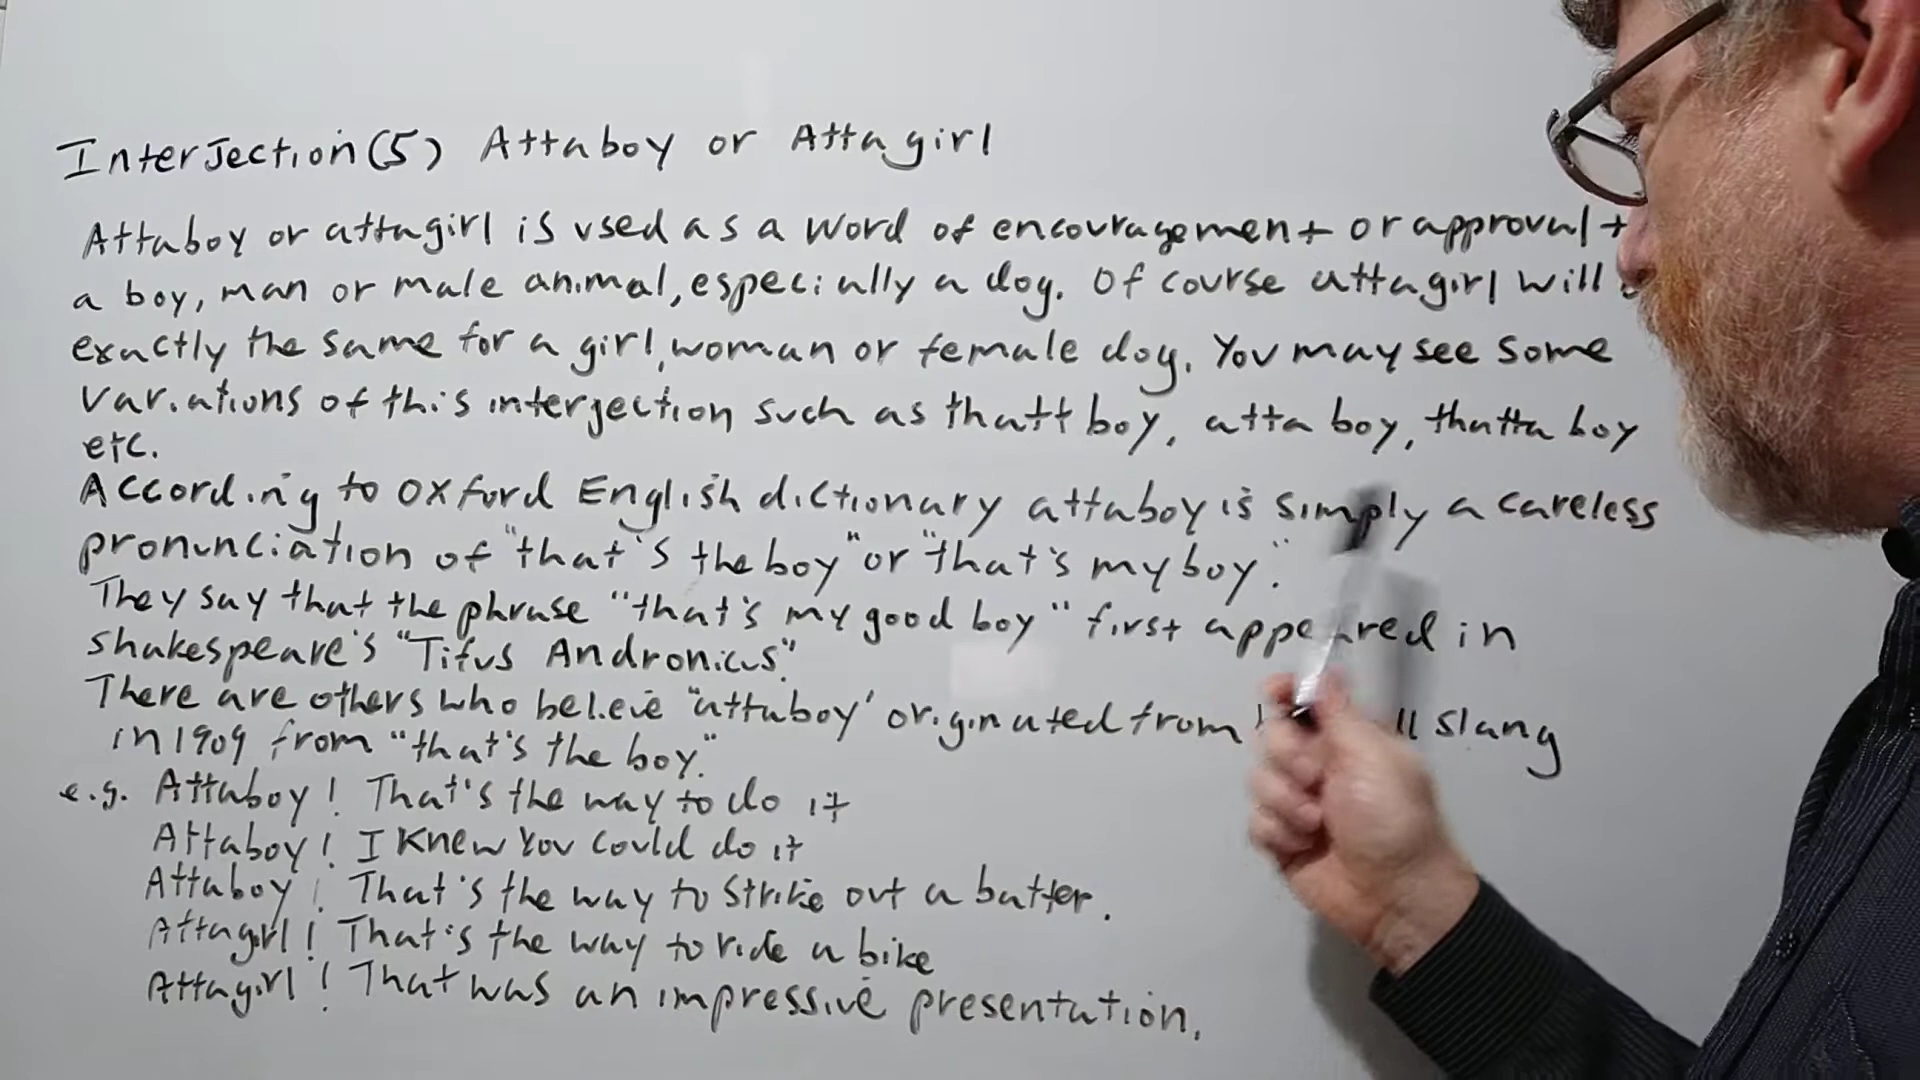 Interjection(5) Attaboy or Attagirl
Attaboy or attagirl is used as a word of encouragement or approval
a boy, man or male animal, especially a dog. Of course attagirl will
exactly the same for a girl, woman or female dog. You may see some
variations of this interjection such as thatt boy, atta boy, thatta boy
etc.
According to Oxford English dictionary attaboy is simply a careless
pronunciation of "that's the boy" or "that's my boy."
They say that the phrase "that's my good boy" first appeared in
Shakespeare's "Titus Andronicus".
There are others who believe "attaboy' originated from slang
in 1909 from "that's the boy."
e.g. Attaboy! That's the way to do it
Attaboy! I knew you could do it
Attaboy! That's the way to strike out a batter.
Attagirl! That's the way to ride a bike
Attagirl! That was an impressive presentation.